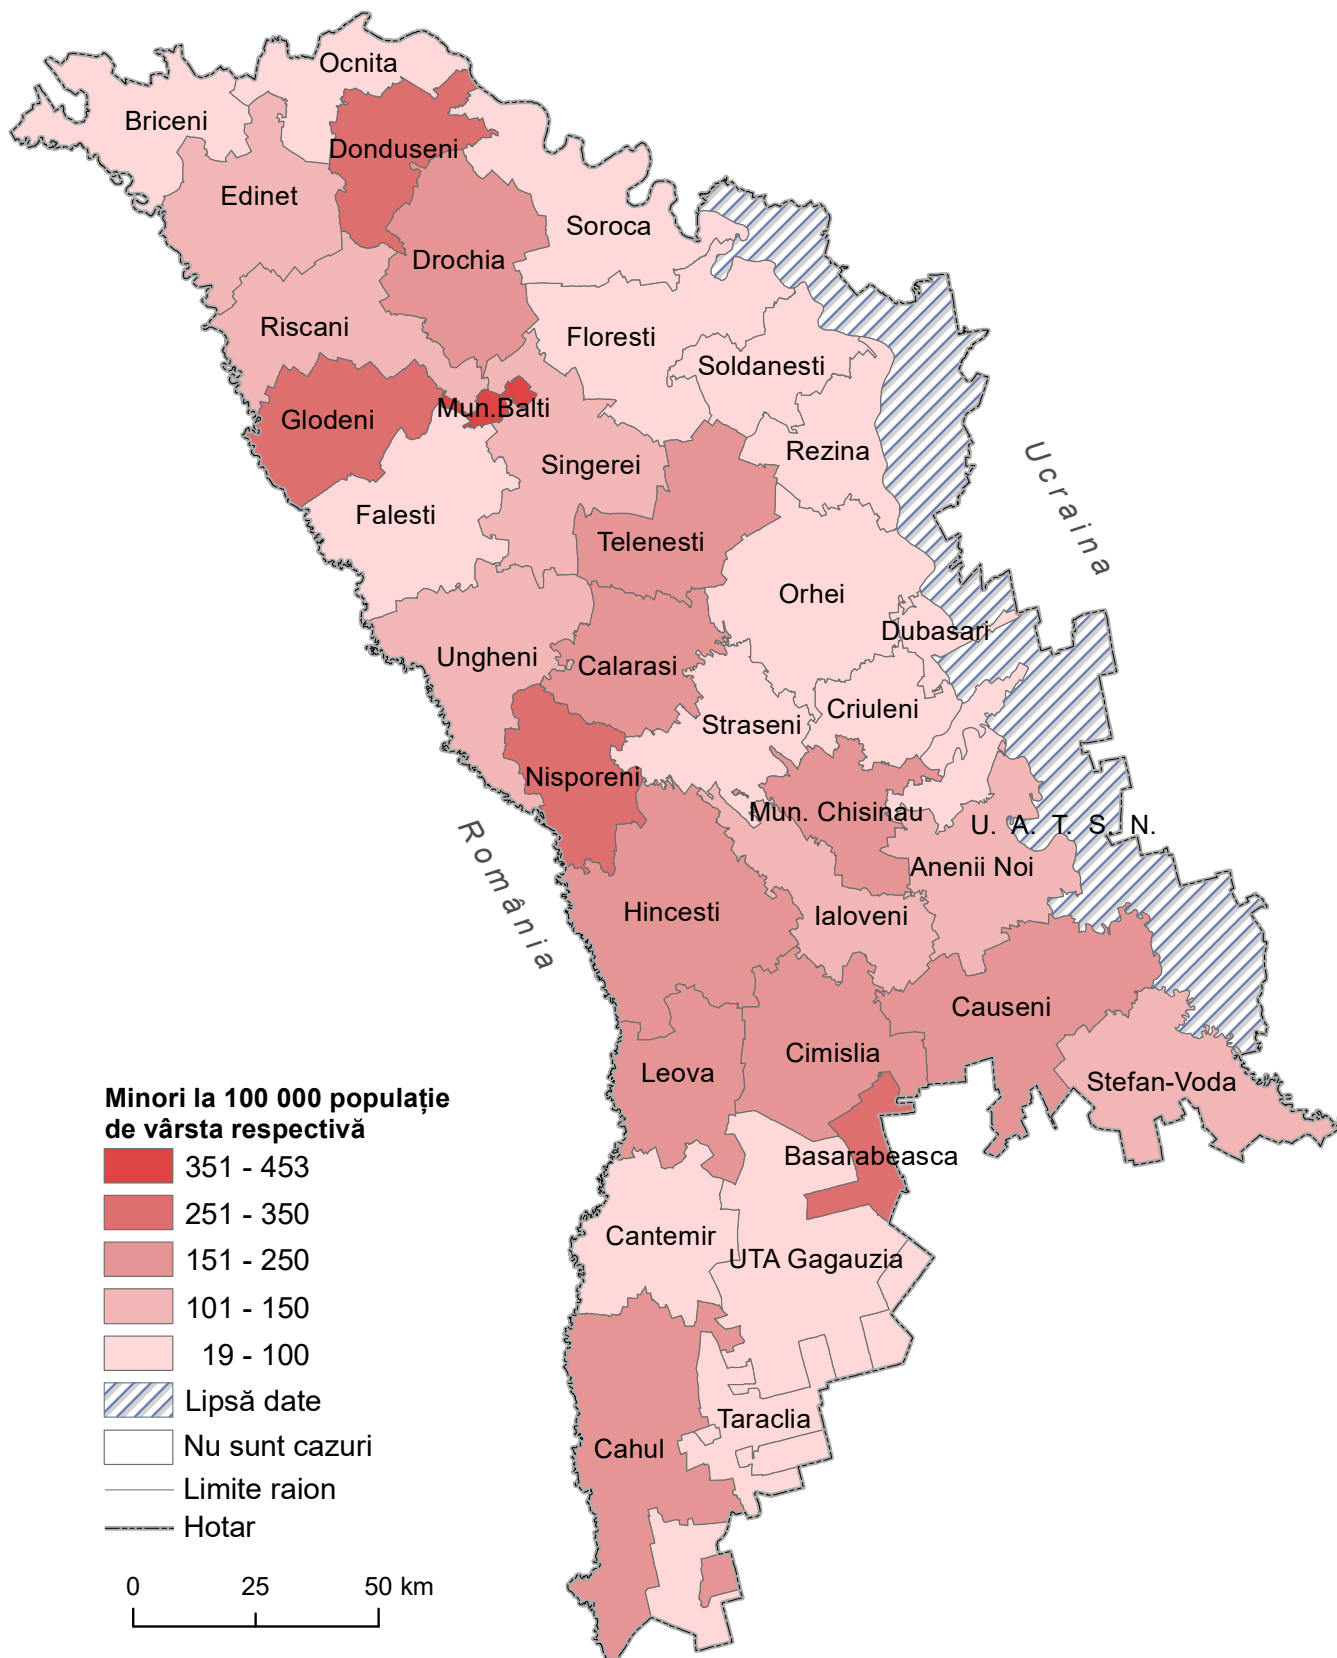 Ocnita
Briceni
Donduseni
Edinet
Soroca
Drochia
Riscani
Floresti
Soldanesti
Mun.Balti
Glodeni
Rezina
Singerei
Ucraina
Falesti
Telenesti
Orhei
Dubasari
Ungheni
Calarasi
Criuleni
Straseni
Nisporeni
Mun. Chisinau
U. A. T. S. N.
România
Anenii Noi
Hincesti
Ialoveni
Causeni
Cimislia
Leova
Stefan-Voda
Basarabeasca
Cantemir
UTA Gagauzia
Taraclia
Cahul
Minori la 100 000 populație
de vârsta respectivă
351 - 453
251 - 350
151 - 250
101 - 150
19 - 100
Lipsă date
Nu sunt cazuri
Limite raion
Hotar
0 25 50 km